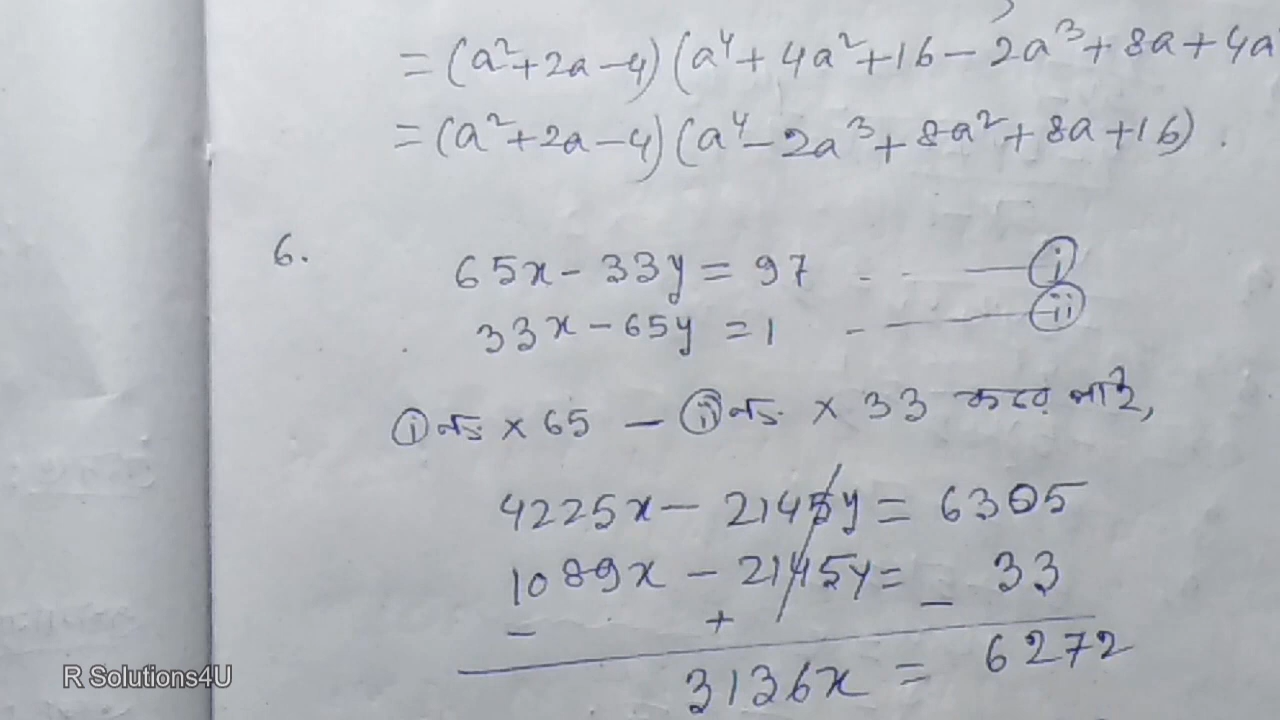 = (a²+2a-4)(a⁴+4a²+16-2a³+8a+4a²
= (a²+2a-4)(a⁴-2a³+8a²+8a+16).
6.
65x-33y=97 -- —ⓘ
33x-65y=1 - —ⓘⓘ
ⓘ নং × 65 — ⓘⓘ নং × 33 করে পাই,
4225x-2145y=6305
1089x-2145y=33
- + -
3136x=6272
R Solutions4U